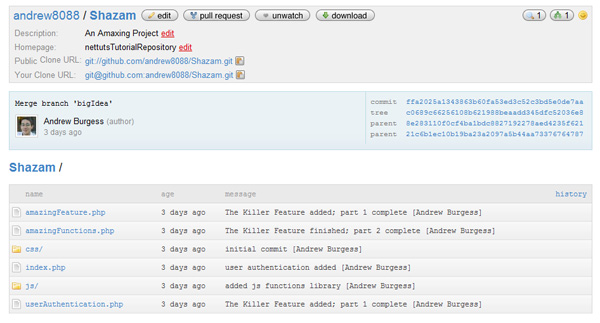 andrew8088 / Shazam edit pull request unwatch download 1 1
Description: An Amaxing Project edit
Homepage: nettutsTutorialRepository edit
Public Clone URL: git://github.com/andrew8088/Shazam.git
Your Clone URL: git@github.com:andrew8088/Shazam.git
Merge branch 'bigIdea'
Andrew Burgess (author)
3 days ago
commit ffa2025a1343863b60fa53ed3c52c3bd5e0de7aa
tree c0689c66256108b621988beaadd345dfc52036e8
parent 8e283110f0cf4ba1bdc8827192278aed4235f621
parent 21c6b1ec10b19ba23a2097a5b44aa73376764787
Shazam /
name age message history
amazingFeature.php 3 days ago The Killer Feature added; part 1 complete [Andrew Burgess]
amazingFunctions.php 3 days ago The Killer Feature finished; part 2 complete [Andrew Burgess]
css/ 3 days ago initial commit [Andrew Burgess]
index.php 3 days ago user authentication added [Andrew Burgess]
js/ 3 days ago added js functions library [Andrew Burgess]
userAuthentication.php 3 days ago The Killer Feature added; part 1 complete [Andrew Burgess]